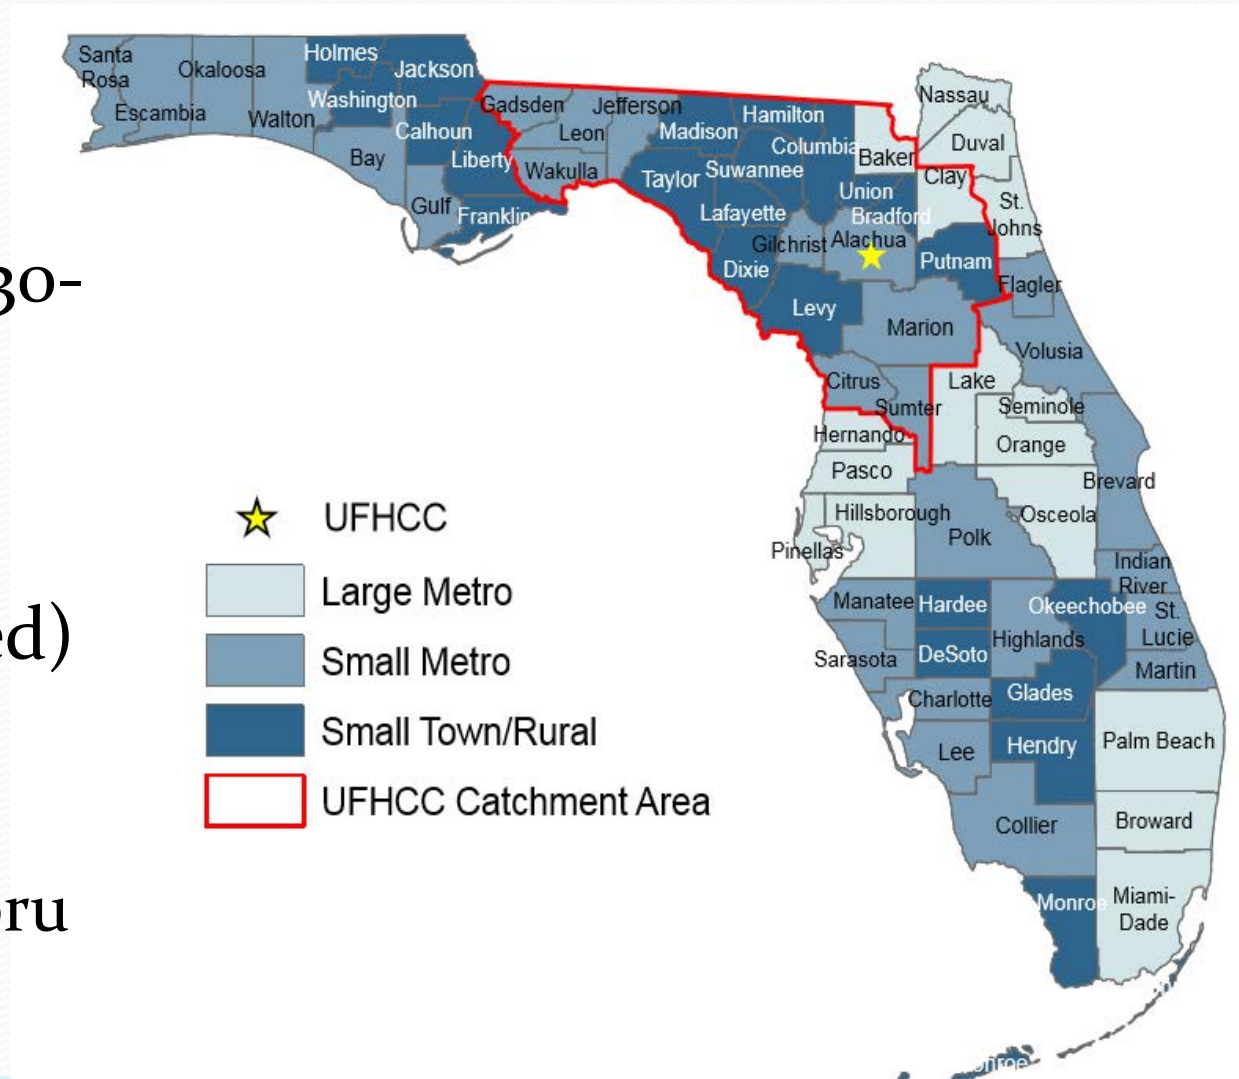 Santa
Rosa
Escambia
Okaloosa
Walton
Holmes
Jackson
Washington
Bay
Calhoun
Liberty
Gulf
Franklin
Gadsden
Jefferson
Leon
Wakulla
Madison
Hamilton
Columbia
Taylor
Suwannee
Lafayette
Baker
Union
Bradford
Gilchrist
Alachua
Dixie
Putnam
Levy
Marion
Nassau
Duval
Clay
St.
Johns
Flagler
Volusia
Citrus
Sumter
Lake
Seminole
Orange
Hernando
Pasco
Hillsborough
Pinellas
Polk
Osceola
Brevard
Indian
River
Manatee
Hardee
Okeechobee
St.
Lucie
Highlands
Sarasota
DeSoto
Martin
Charlotte
Glades
Lee
Hendry
Palm Beach
Collier
Broward
Monroe
Miami-
Dade
30-
ed)
oru
UFHCC
Large Metro
Small Metro
Small Town/Rural
UFHCC Catchment Area